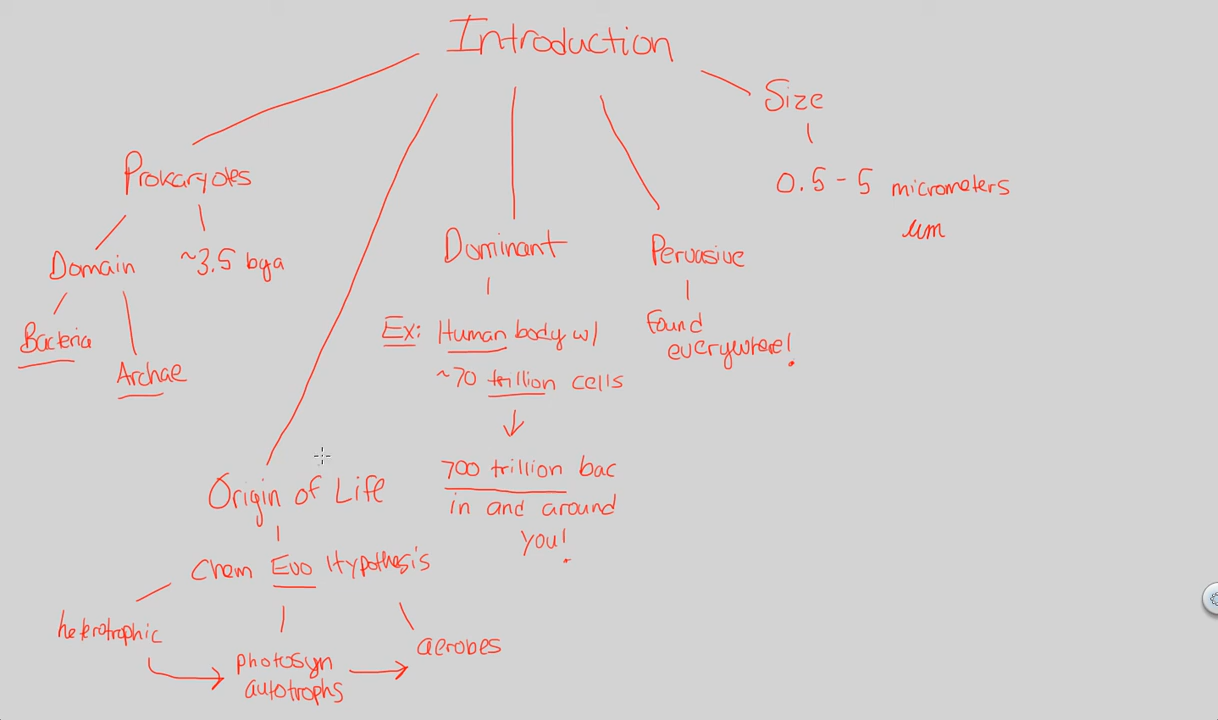 Introduction
Size
0.5 - 5 micrometers
μm
Prokaryotes
Domain
~3.5 bya
Bacteria
Archae
Dominant
Ex: Human body w/
~70 trillion cells
700 trillion bac
in and around
you!
Pervasive
Found
everywhere!
Origin of Life
Chem Evo Hypothesis
heterotrophic
photosyn
autotrophs
aerobes